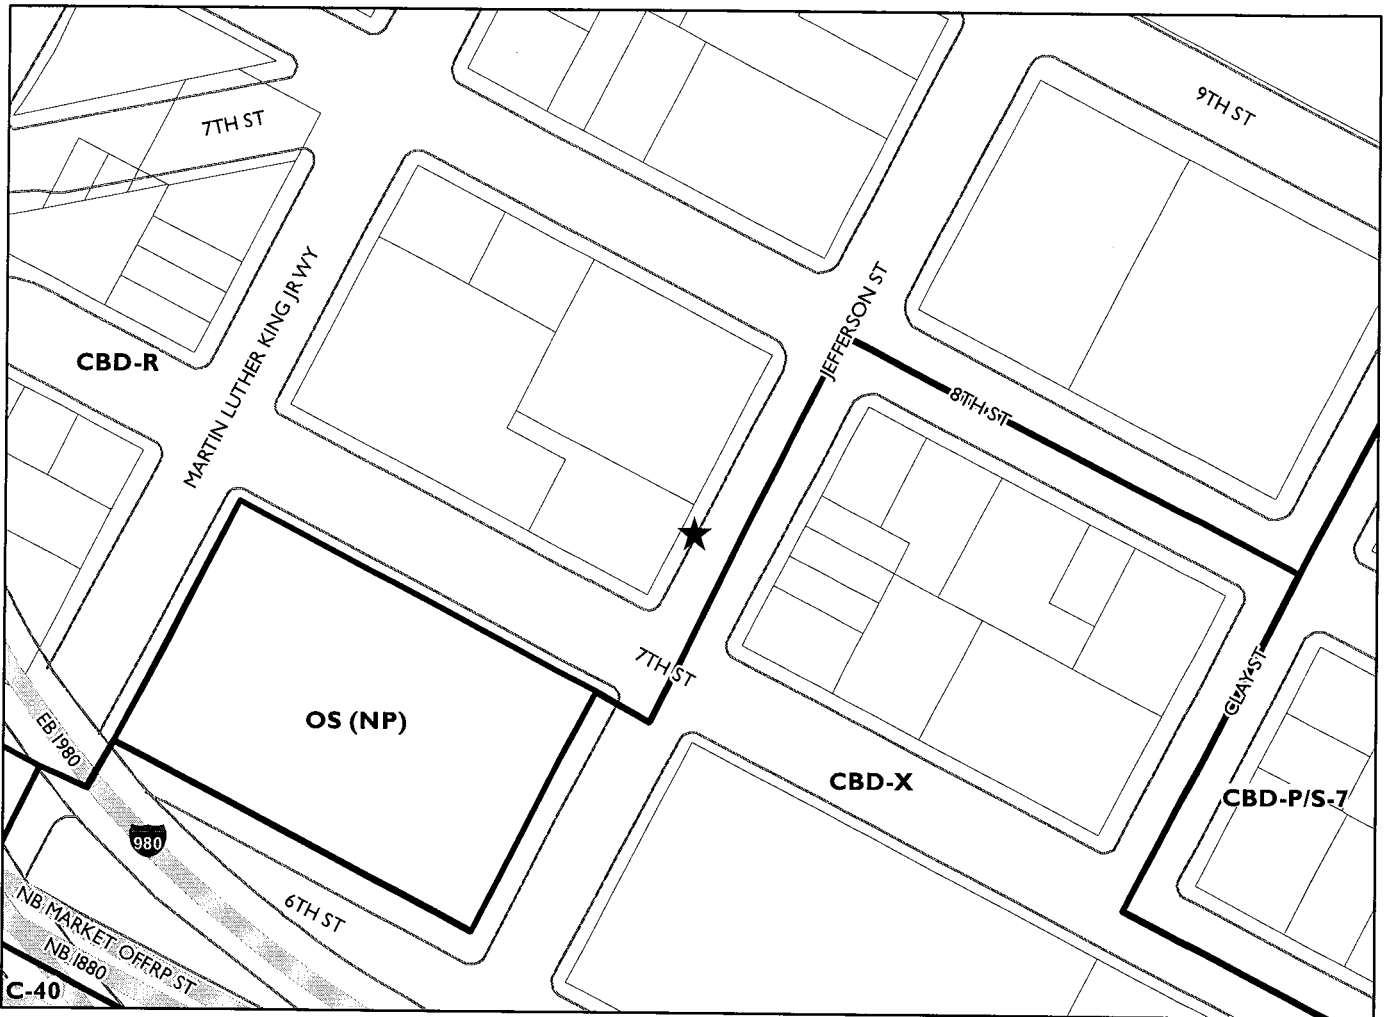 9TH ST
7TH ST
JEFFERSON ST
MARTIN LUTHER KING JR WY
CBD-R
8TH ST
7TH ST
CLAY ST
OS (NP)
EB I980
CBD-X
CBD-P/S-7
980
6TH ST
NB MARKET OFFRP ST
NB I880
C-40